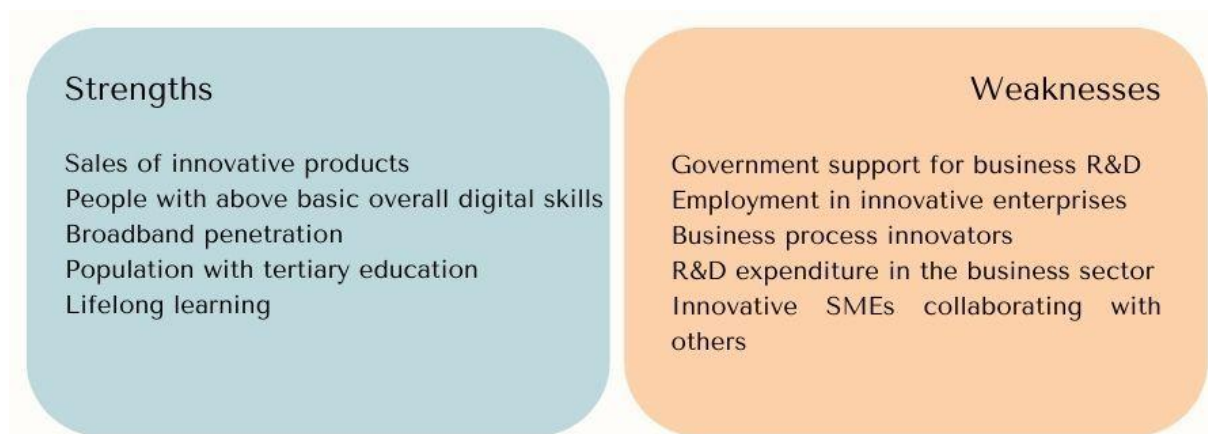 Strengths
Sales of innovative products
People with above basic overall digital skills
Broadband penetration
Population with tertiary education
Lifelong learning
Weaknesses
Government support for business R&D
Employment in innovative enterprises
Business process innovators
R&D expenditure in the business sector
Innovative SMEs collaborating with
others